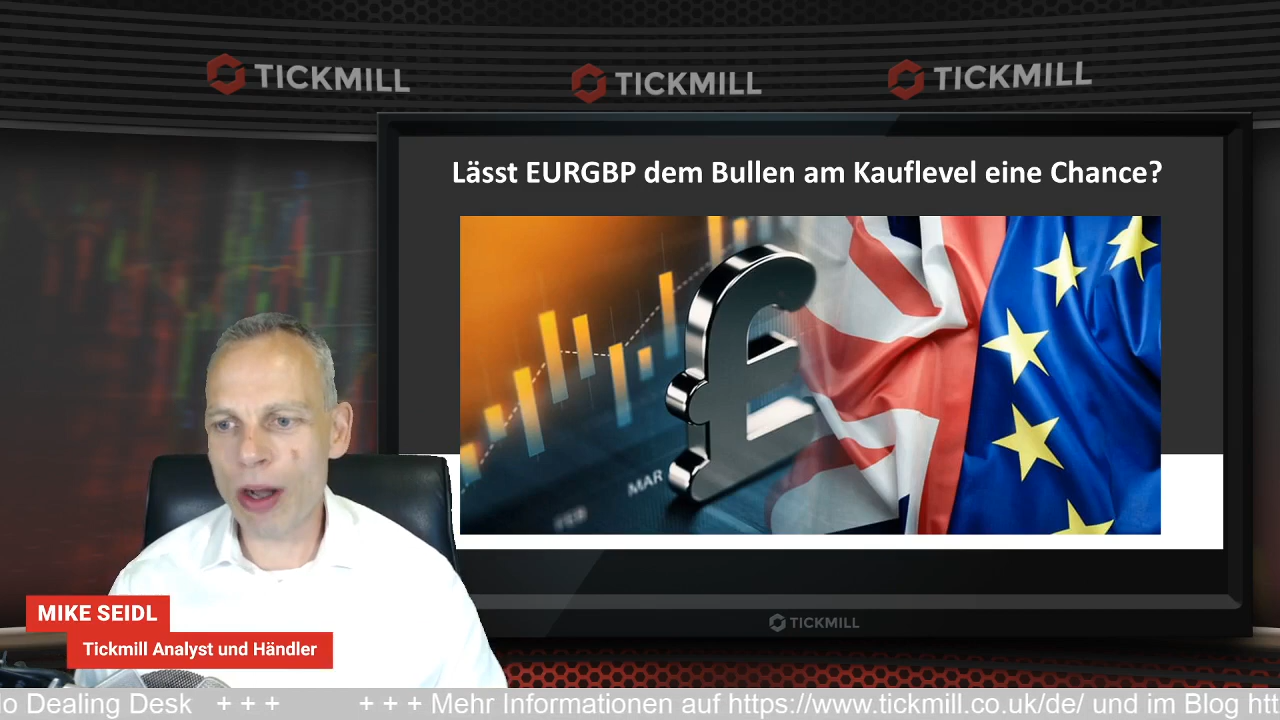 TICKMILL
TICKMILL
TICKMILL
Lässt EURGBP dem Bullen am Kauflevel eine Chance?
FEB
MAR
MIKE SEIDL
Tickmill Analyst und Händler
TICKMILL
Dealing Desk + + + + + + Mehr Informationen auf https://www.tickmill.co.uk/de/ und im Blog